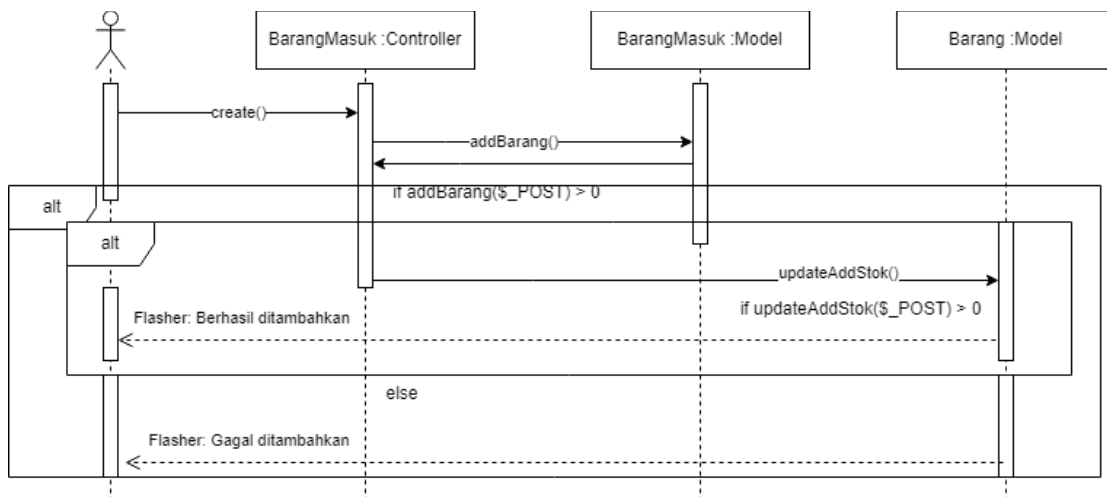 BarangMasuk :Controller
BarangMasuk :Model
Barang :Model
create()
addBarang()
if addBarang($_POST) > 0
alt
alt
updateAddStok()
if updateAddStok($_POST) > 0
Flasher: Berhasil ditambahkan
else
Flasher: Gagal ditambahkan